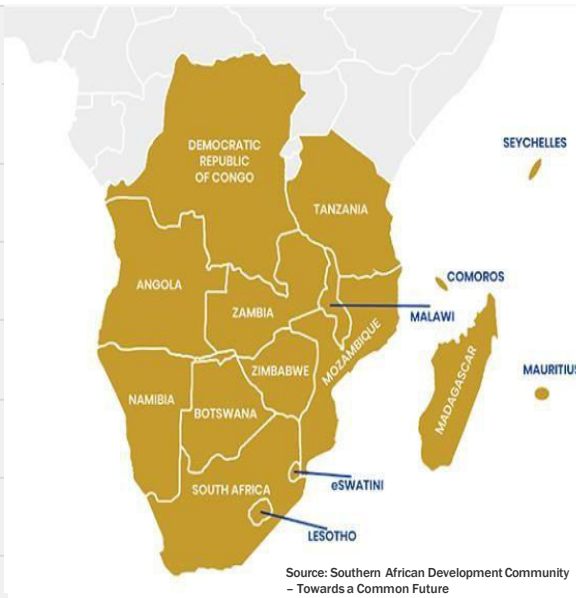 DEMOCRATIC
REPUBLIC
OF CONGO
SEYCHELLES
TANZANIA
ANGOLA
COMOROS
ZAMBIA
MALAWI
MOZAMBIQUE
MADAGASCAR
ZIMBABWE
MAURITIUS
NAMIBIA
BOTSWANA
SOUTH AFRICA
eSWATINI
LESOTHO
Source: Southern African Development Community
– Towards a Common Future